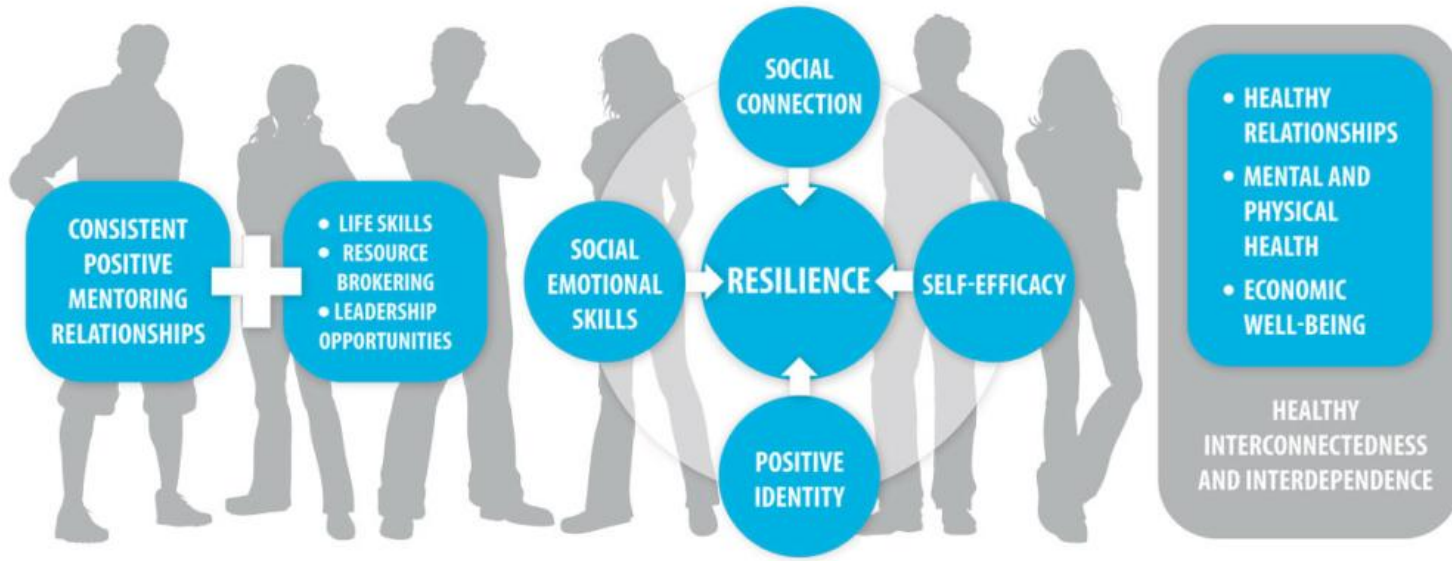 CONSISTENT
POSITIVE
MENTORING
RELATIONSHIPS
• LIFE SKILLS
• RESOURCE
BROKERING
• LEADERSHIP
OPPORTUNITIES
SOCIAL
CONNECTION
SOCIAL
EMOTIONAL
SKILLS
RESILIENCE
SELF-EFFICACY
POSITIVE
IDENTITY
• HEALTHY
RELATIONSHIPS
• MENTAL AND
PHYSICAL
HEALTH
• ECONOMIC
WELL-BEING
HEALTHY
INTERCONNECTEDNESS
AND INTERDEPENDENCE